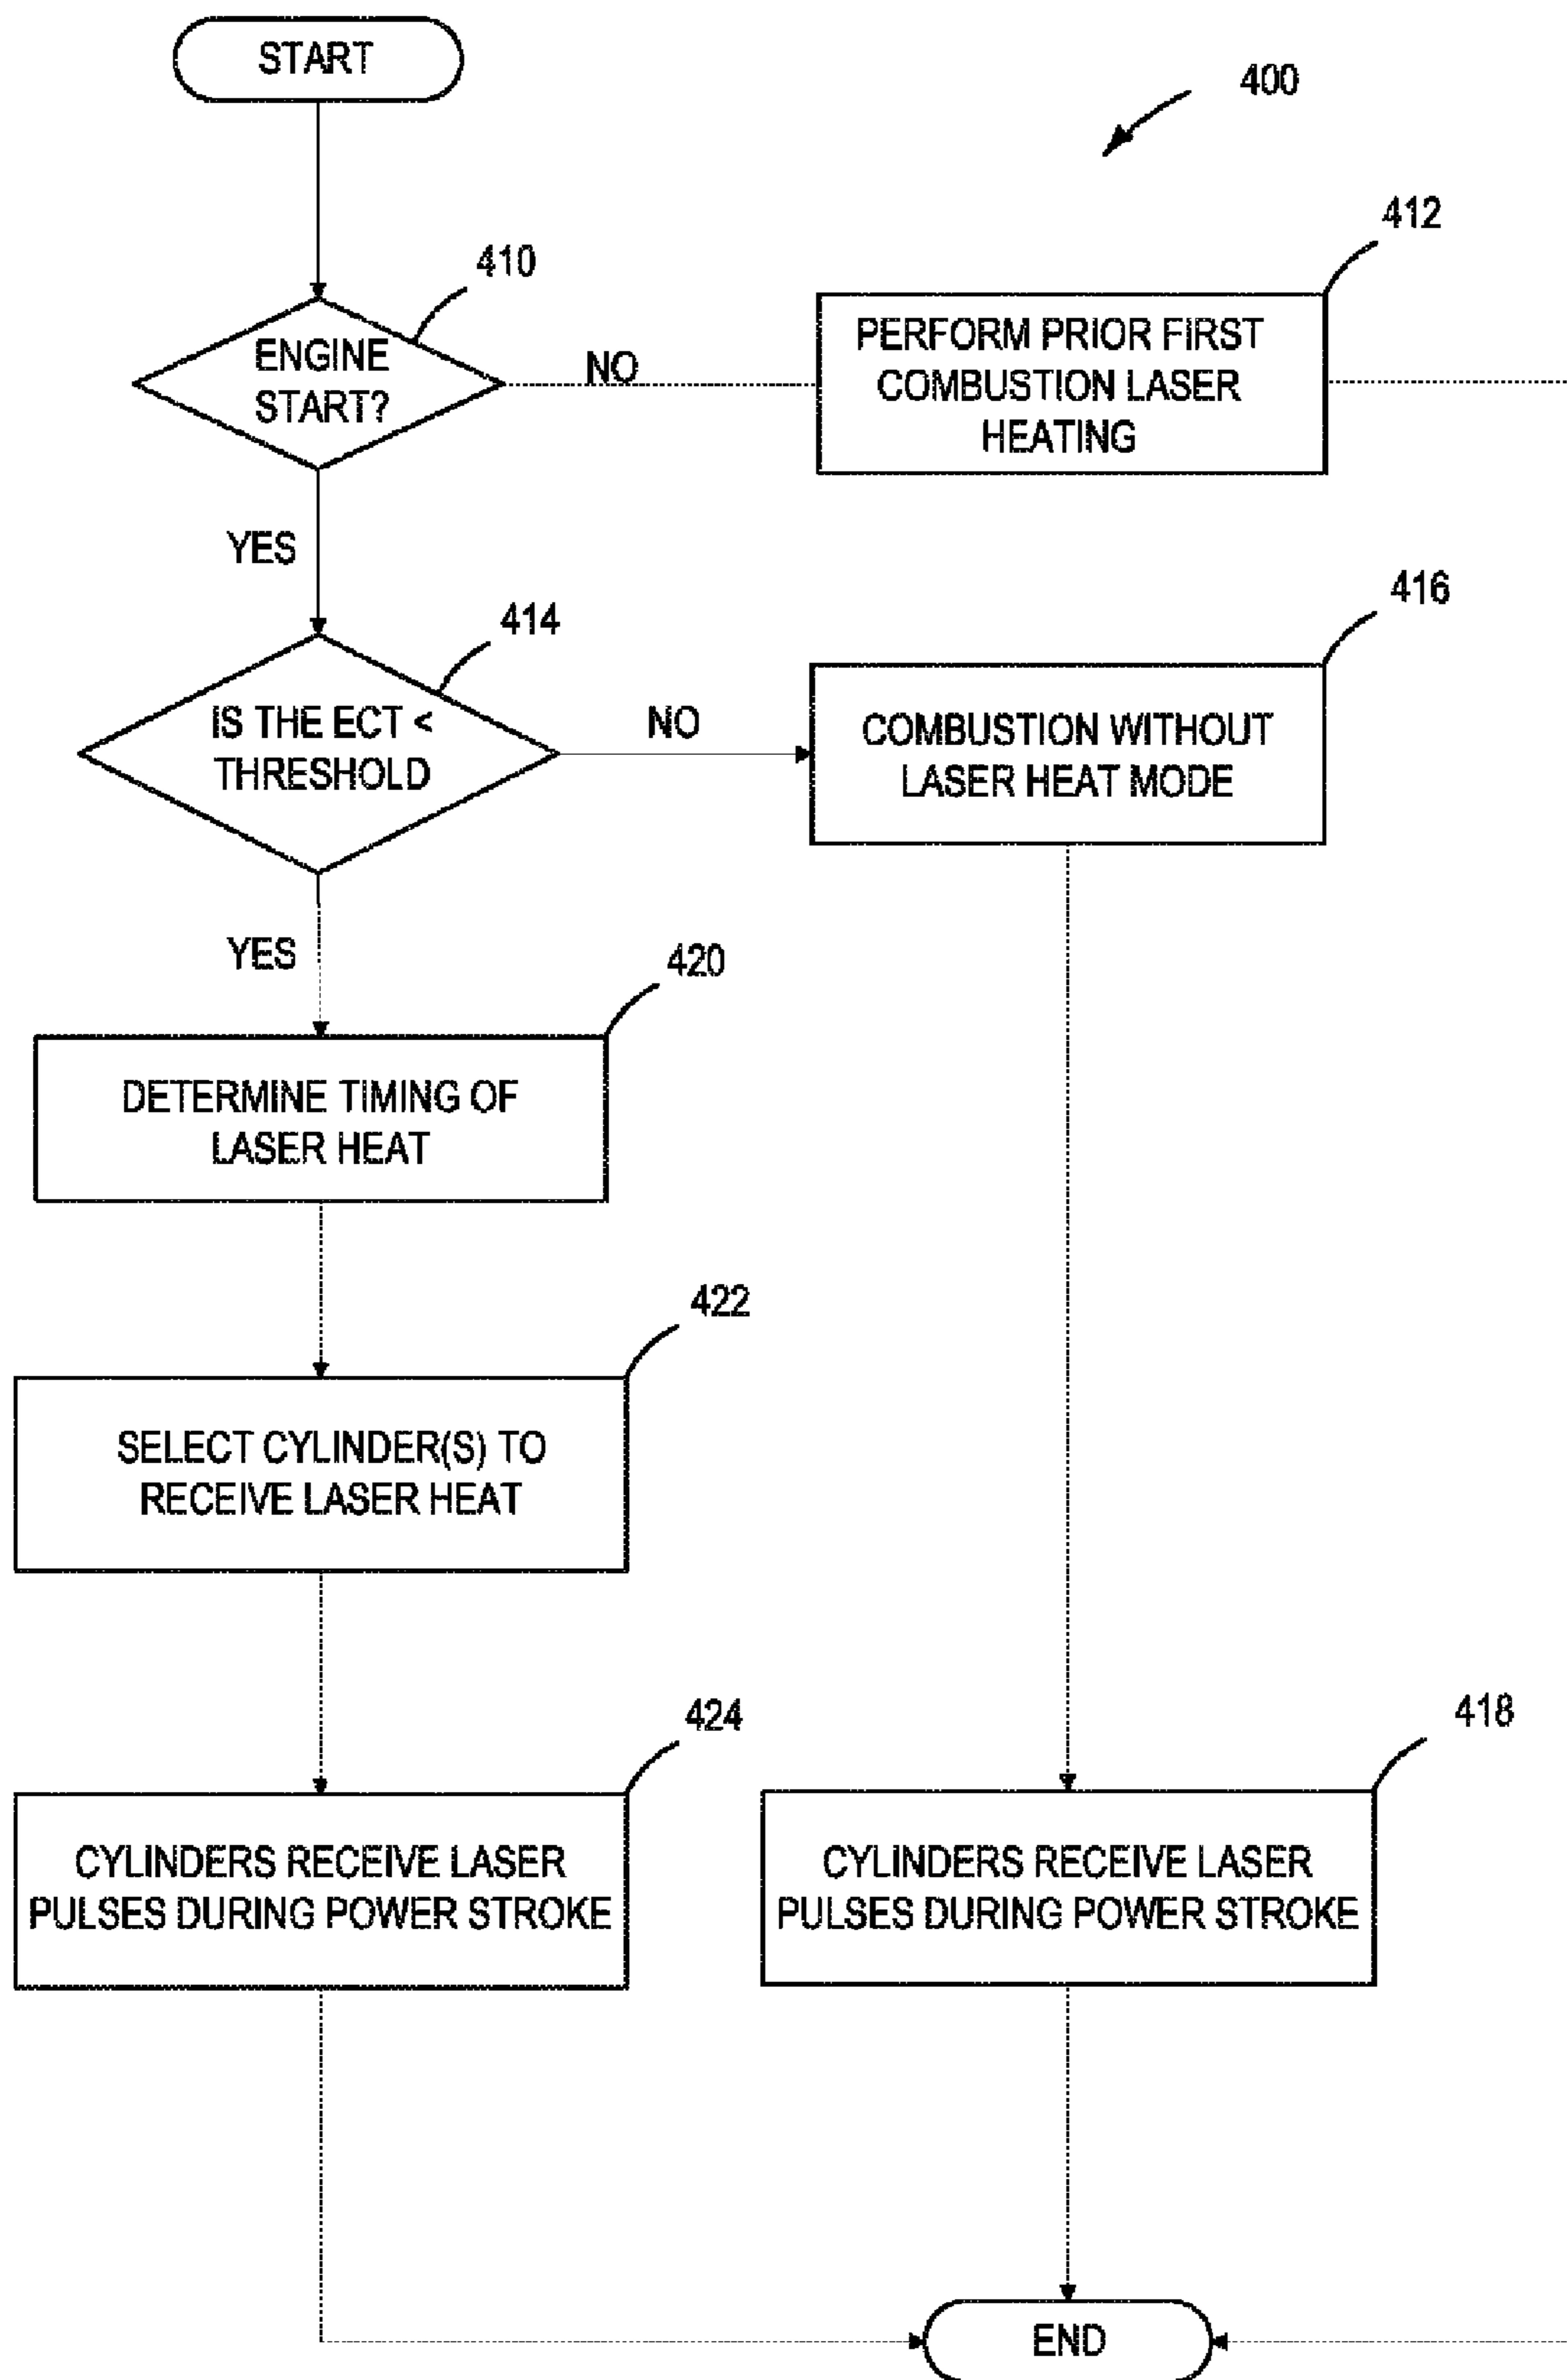 START
400
410
412
ENGINE
START?
NO
PERFORM PRIOR FIRST
COMBUSTION LASER
HEATING
YES
414
416
IS THE ECT <
THRESHOLD
NO
COMBUSTION WITHOUT
LASER HEAT MODE
YES
420
DETERMINE TIMING OF
LASER HEAT
422
SELECT CYLINDER(S) TO
RECEIVE LASER HEAT
424
418
CYLINDERS RECEIVE LASER
PULSES DURING POWER STROKE
CYLINDERS RECEIVE LASER
PULSES DURING POWER STROKE
END